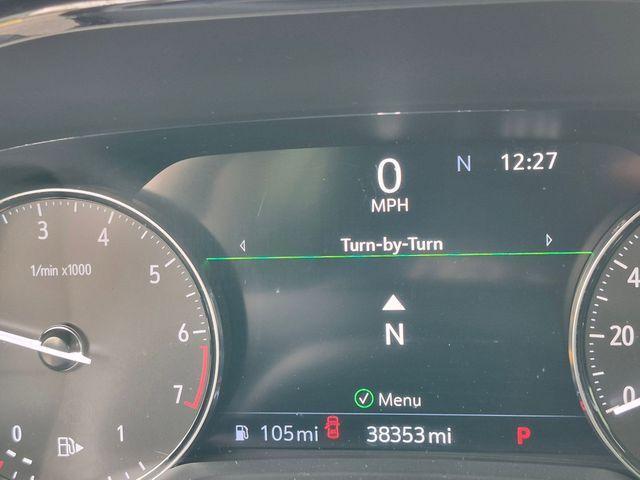 0 N 12:27
MPH
Turn-by-Turn
N
Menu
105mi 38353mi P
3 4 5 6 7
1/min x1000
0 1
4
20
0